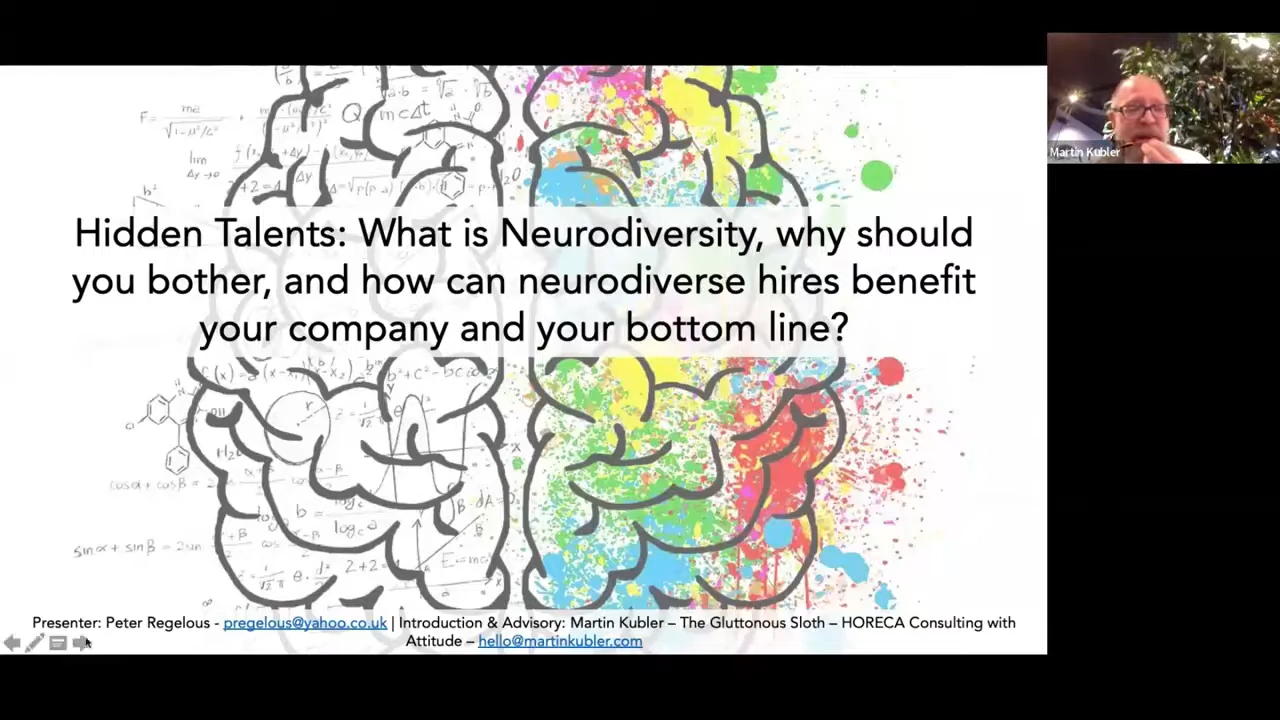 Hidden Talents: What is Neurodiversity, why should
you bother, and how can neurodiverse hires benefit
your company and your bottom line?
Presenter: Peter Regelous - pregelous@yahoo.co.uk | Introduction & Advisory: Martin Kubler – The Gluttonous Sloth – HORECA Consulting with
Attitude – hello@martinkubler.com
Martin Kubler